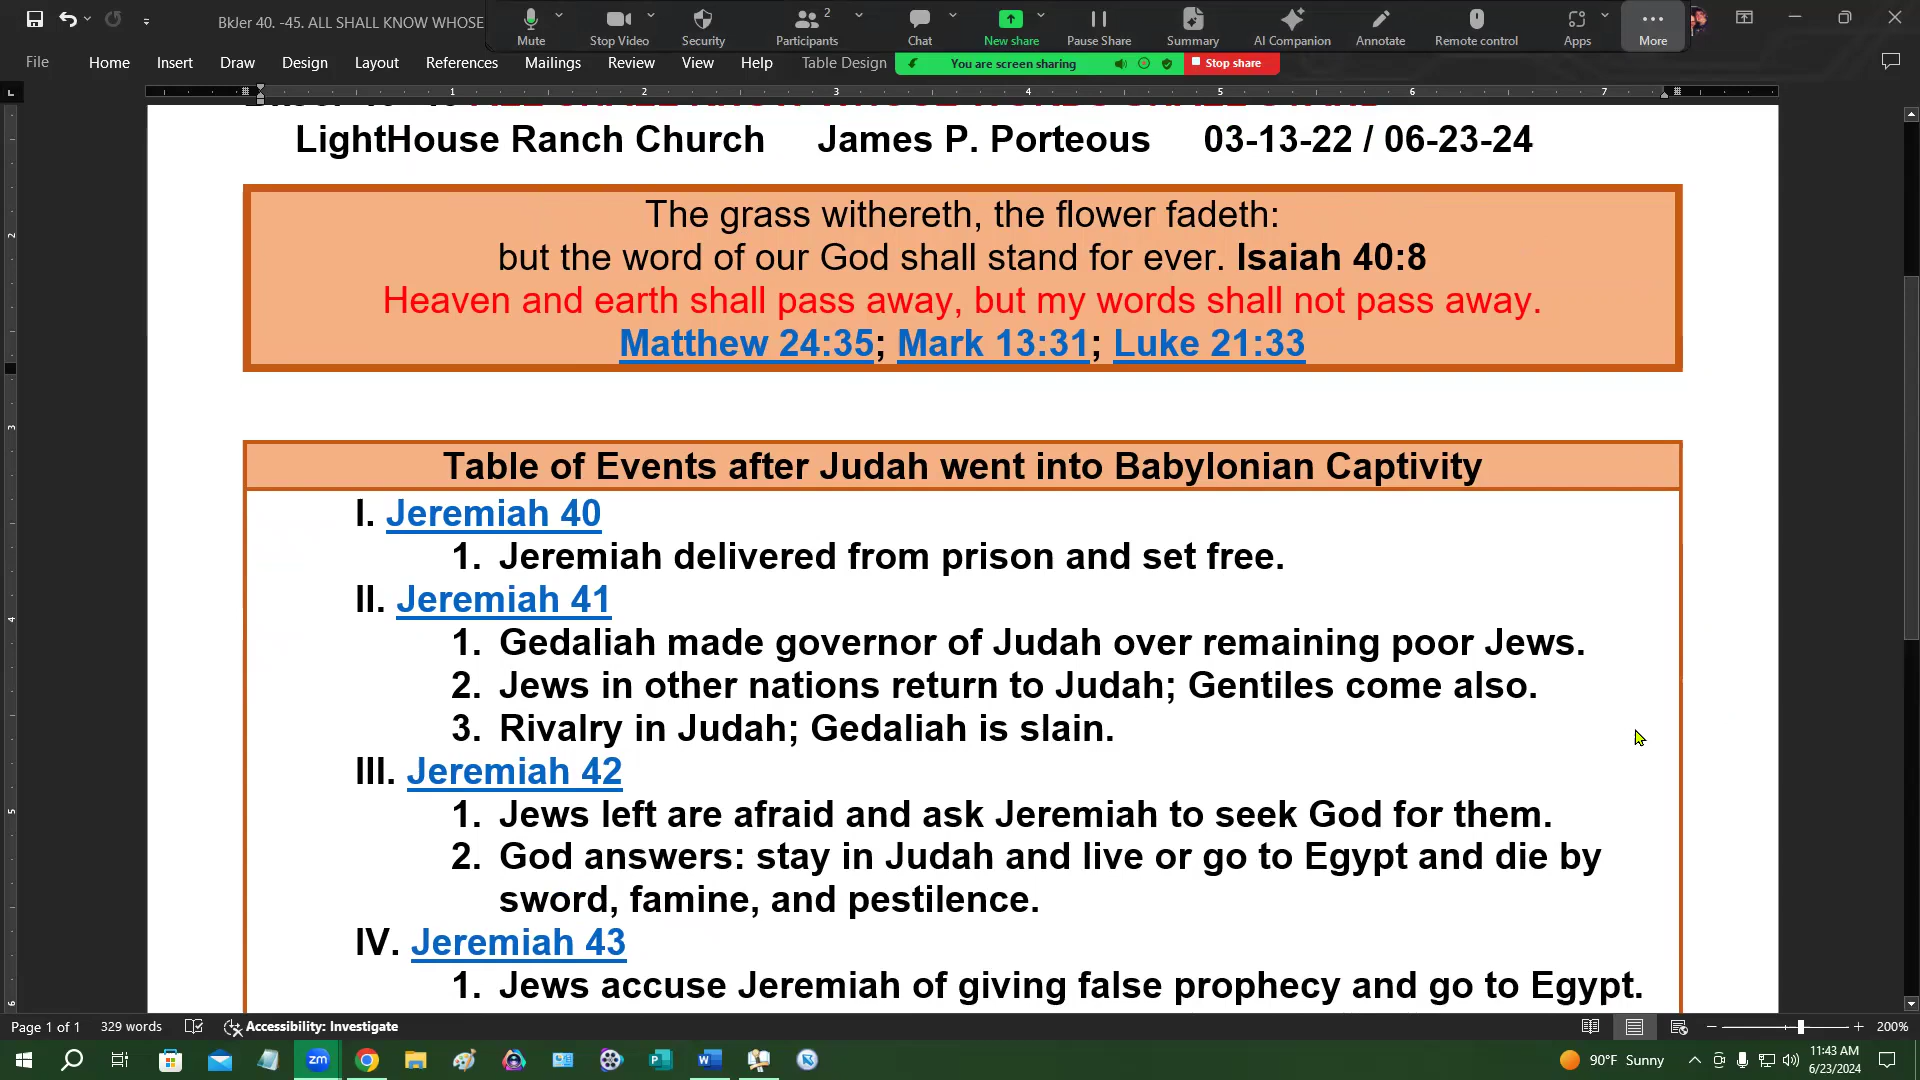 BkJer 40. -45. ALL SHALL KNOW WHOSE
Mute
Stop Video
Security
2
Participants
Chat
New share
Pause Share
Summary
AI Companion
Annotate
Remote control
Apps
More
File
Home
Insert
Draw
Design
Layout
References
Mailings
Review
View
Help
Table Design
You are screen sharing
Stop share
1 2 3 4 5 6 7
LightHouse Ranch Church James P. Porteous 03-13-22 / 06-23-24
The grass withereth, the flower fadeth:
but the word of our God shall stand for ever. Isaiah 40:8
Heaven and earth shall pass away, but my words shall not pass away.
Matthew 24:35; Mark 13:31; Luke 21:33
Table of Events after Judah went into Babylonian Captivity
I. Jeremiah 40
1. Jeremiah delivered from prison and set free.
II. Jeremiah 41
1. Gedaliah made governor of Judah over remaining poor Jews.
2. Jews in other nations return to Judah; Gentiles come also.
3. Rivalry in Judah; Gedaliah is slain.
III. Jeremiah 42
1. Jews left are afraid and ask Jeremiah to seek God for them.
2. God answers: stay in Judah and live or go to Egypt and die by
sword, famine, and pestilence.
IV. Jeremiah 43
1. Jews accuse Jeremiah of giving false prophecy and go to Egypt.
Page 1 of 1
329 words
Accessibility: Investigate
200%
zm
90°F Sunny
11:43 AM
6/23/2024